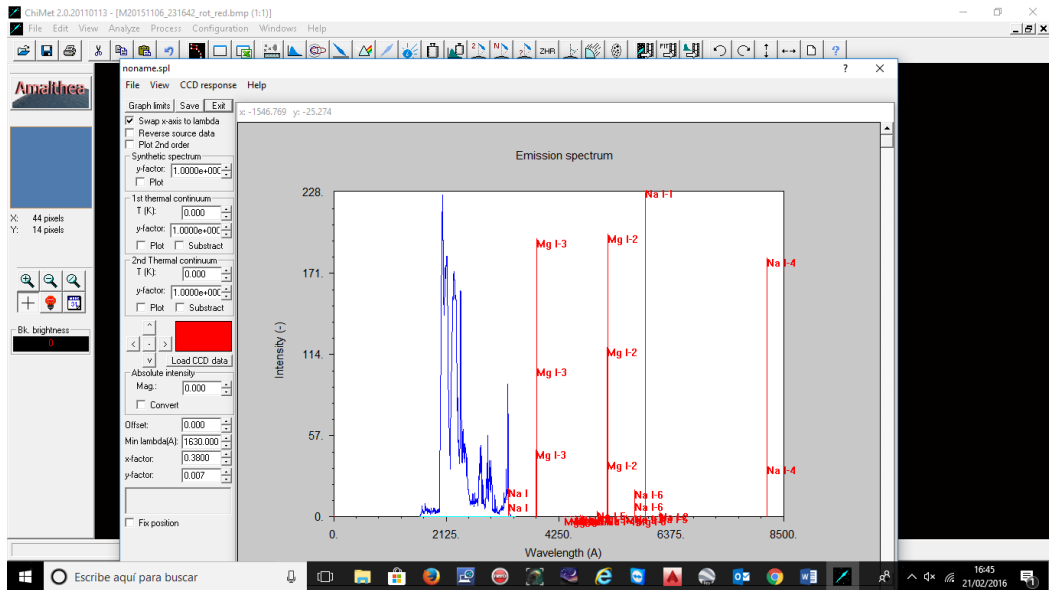 ChiMet 2.0.20110113 - [M20151106_231642_rot_red.bmp (1:1)]
File Edit View Analyze Process Configuration Windows Help
2 N ? ZHR FIT ?
Amalthea
X: 44 pixels
Y: 14 pixels
31
Bk. brightness
0
noname.spl ?
File View CCD response Help
Graph limits Save Exit
x: -1546.769 y: -25.274
Swap x-axis to lambda
Reverse source data
Plot 2nd order
Synthetic spectrum
y-factor: 1.0000e+000
Plot
1st thermal continuum
T (K): 0.000
y-factor: 1.0000e+000
Plot Substract
2nd Thermal continuum
T (K): 0.000
y-factor: 1.0000e+000
Plot Substract
^
< - >
v Load CCD data
Absolute intensity
Mag.: 0.000
Convert
Offset: 0.000
Min lambda(A): 1630.000
x-factor: 0.3800
y-factor: 0.007
Fix position
Emission spectrum
Intensity (-)
228.
171.
114.
57.
0.
Na I-1
Mg I-3
Mg I-2
Na I-4
Mg I-2
Mg I-3
Mg I-3
Mg I-2
Na I-4
Na I
Na I-6
Na I
Na I-6
Na I-5
0. 2125. 4250. 6375. 8500.
Wavelength (A)
Escribe aquí para buscar
16:45
21/02/2016